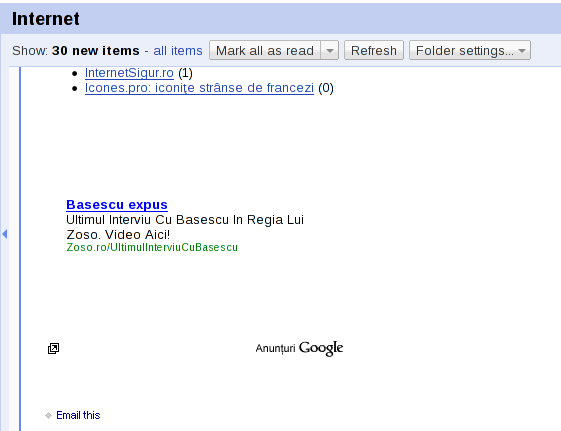 Internet
Show: 30 new items - all items Mark all as read Refresh Folder settings...
InternetSigur.ro (1)
Icones.pro: iconițe strânse de francezi (0)
Basescu expus
Ultimul Interviu Cu Basescu In Regia Lui
Zoso. Video Aici!
Zoso.ro/UltimulInterviuCuBasescu
Anunțuri Google
Email this